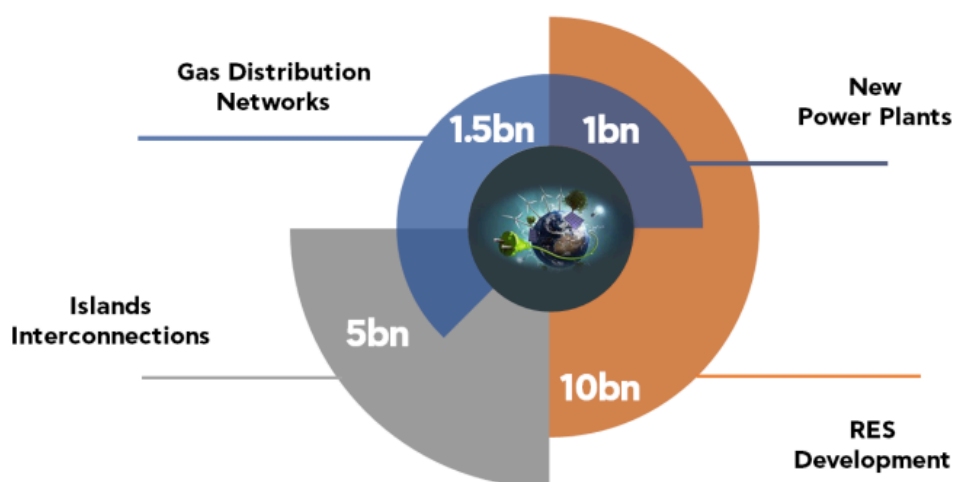 Gas Distribution
Networks
1.5bn
1bn
New
Power Plants
Islands
Interconnections
5bn
10bn
RES
Development